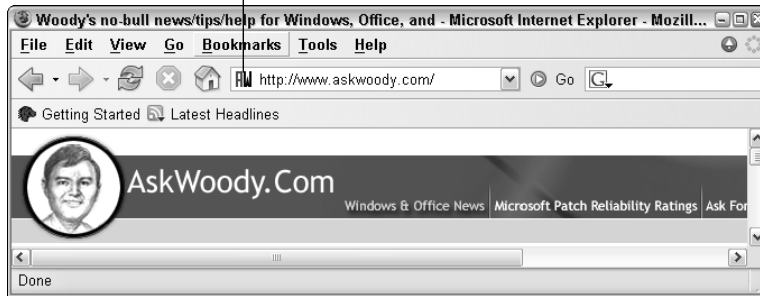 Woody's no-bull news/tips/help for Windows, Office, and - Microsoft Internet Explorer - Mozill...
File Edit View Go Bookmarks Tools Help
AW http://www.askwoody.com/ Go G
Getting Started Latest Headlines
AskWoody.Com
Windows & Office News Microsoft Patch Reliability Ratings Ask For
Done